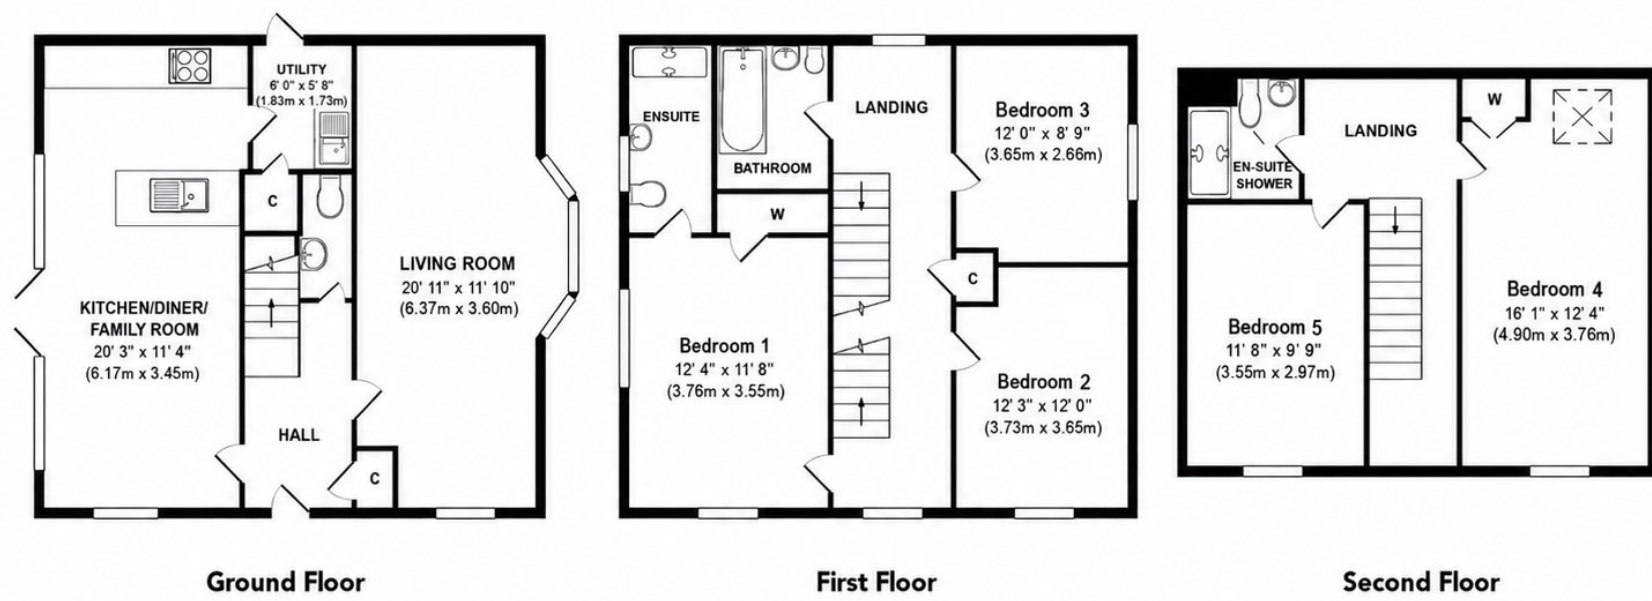 UTILITY
6' 0" x 5' 8"
(1.83m x 1.73m)
C
KITCHEN/DINER/
FAMILY ROOM
20' 3" x 11' 4"
(6.17m x 3.45m)
LIVING ROOM
20' 11" x 11' 10"
(6.37m x 3.60m)
HALL
C
Ground Floor
ENSUITE
BATHROOM
W
LANDING
Bedroom 3
12' 0" x 8' 9"
(3.65m x 2.66m)
C
Bedroom 1
12' 4" x 11' 8"
(3.76m x 3.55m)
Bedroom 2
12' 3" x 12' 0"
(3.73m x 3.65m)
First Floor
EN-SUITE
SHOWER
LANDING
W
Bedroom 4
16' 1" x 12' 4"
(4.90m x 3.76m)
Bedroom 5
11' 8" x 9' 9"
(3.55m x 2.97m)
Second Floor